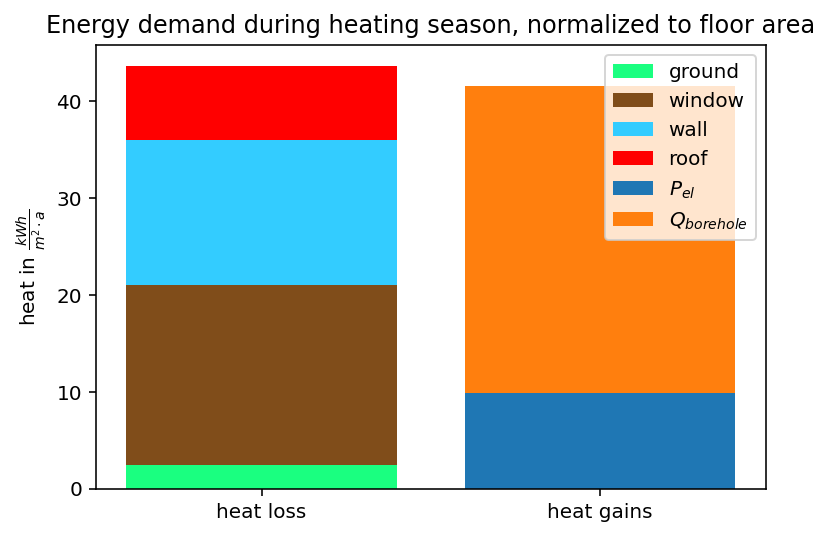 Energy demand during heating season, normalized to floor area
heat in kWh/m²·a
40
30
20
10
0
heat loss
heat gains
ground
window
wall
roof
P_el
Q_borehole